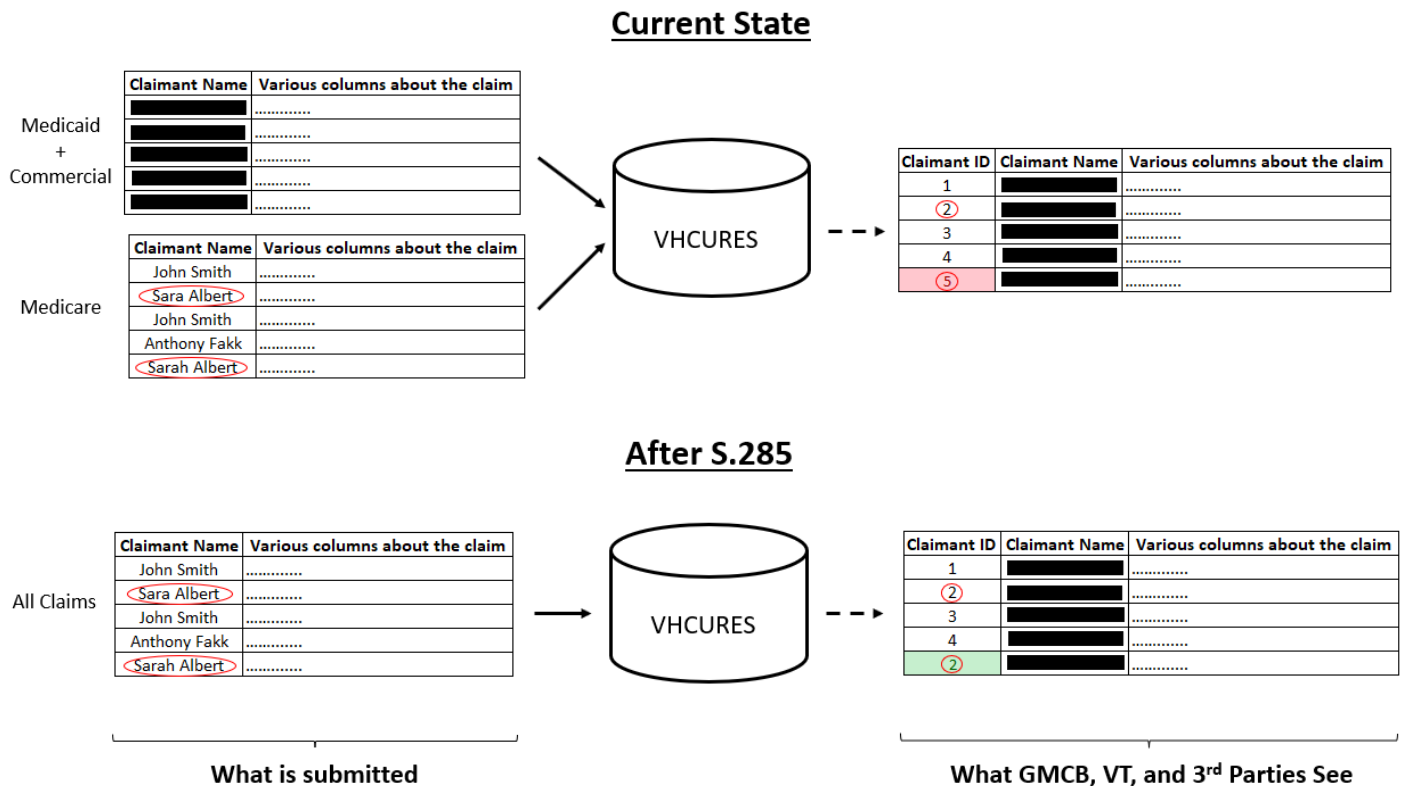 Current State
Claimant Name Various columns about the claim
.............
.............
.............
.............
.............
Medicaid
+
Commercial
Claimant Name Various columns about the claim
John Smith .............
Sara Albert .............
John Smith .............
Anthony Fakk .............
Sarah Albert .............
Medicare
VHCURES
Claimant ID Claimant Name Various columns about the claim
1 .............
2 .............
3 .............
4 .............
5 .............
After S.285
All Claims
Claimant Name Various columns about the claim
John Smith .............
Sara Albert .............
John Smith .............
Anthony Fakk .............
Sarah Albert .............
VHCURES
Claimant ID Claimant Name Various columns about the claim
1 .............
2 .............
3 .............
4 .............
2 .............
What is submitted
What GMCB, VT, and 3rd Parties See